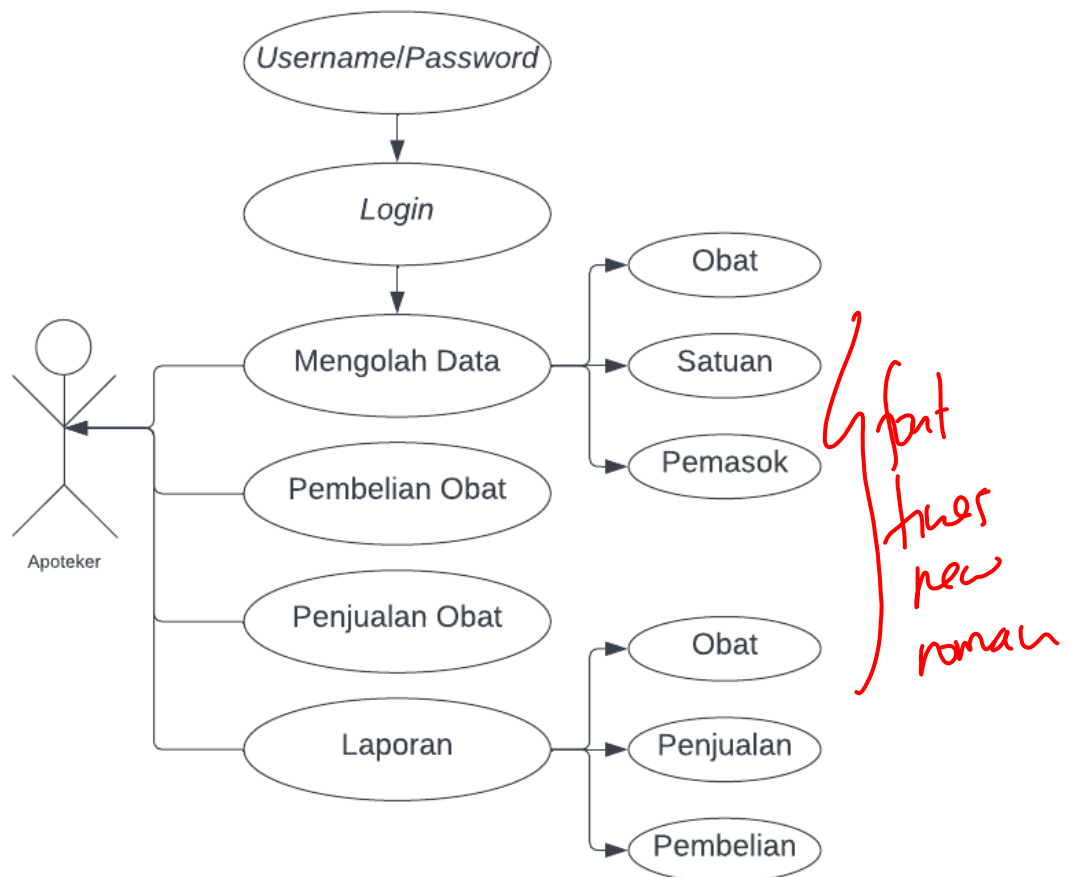 Username/Password
Login
Mengolah Data
Obat
Satuan
Pemasok
Apoteker
Pembelian Obat
Penjualan Obat
Laporan
Obat
Penjualan
Pembelian
font
times
new
roman